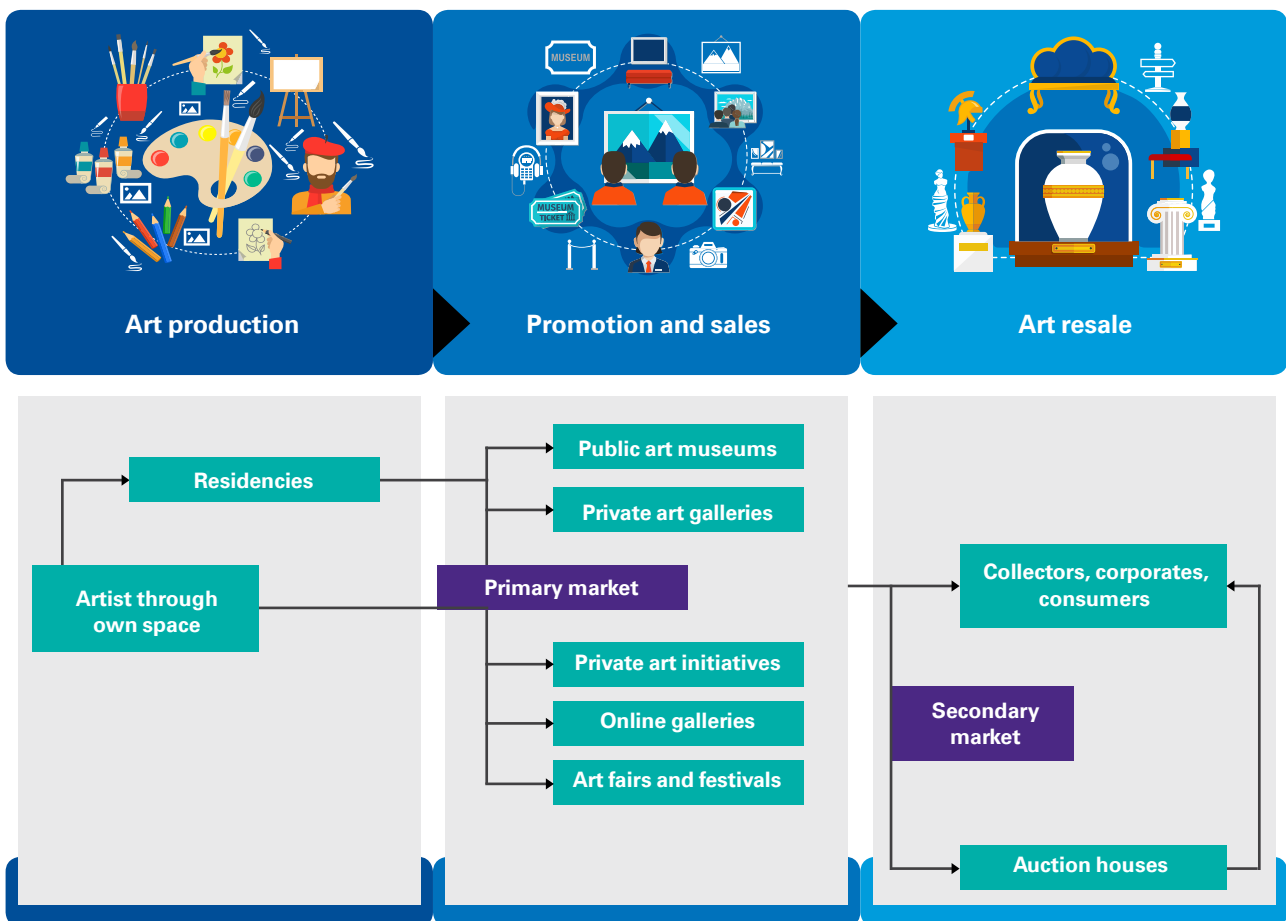 MUSEUM
MUSEUM
TICKET
Art production
Promotion and sales
Art resale
Residencies
Artist through
own space
Public art museums
Private art galleries
Primary market
Private art initiatives
Online galleries
Art fairs and festivals
Collectors, corporates,
consumers
Secondary
market
Auction houses